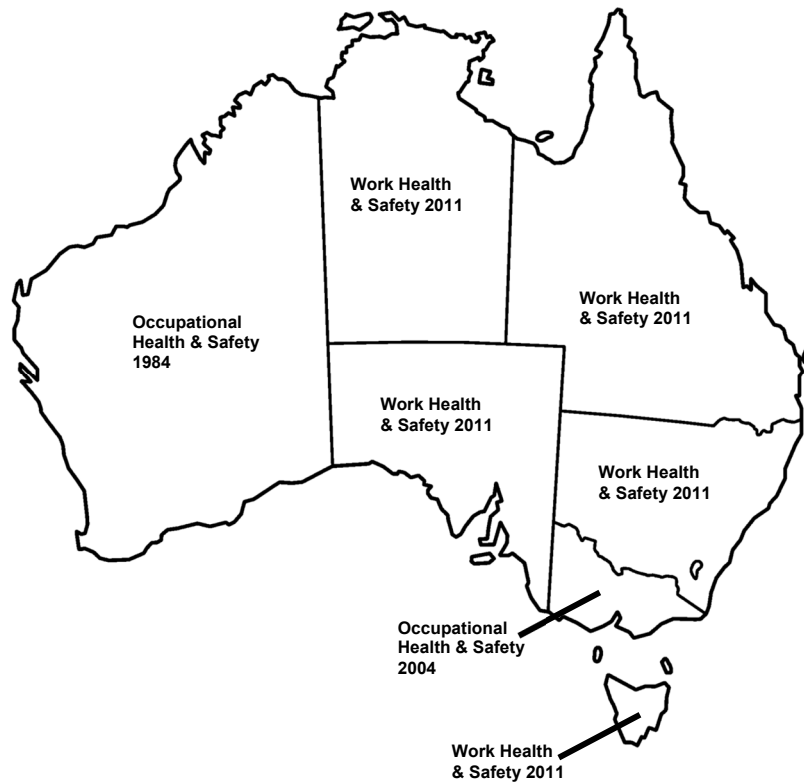 Work Health
& Safety 2011
Work Health
& Safety 2011
Occupational
Health & Safety
1984
Work Health
& Safety 2011
Work Health
& Safety 2011
Occupational
Health & Safety
2004
Work Health
& Safety 2011